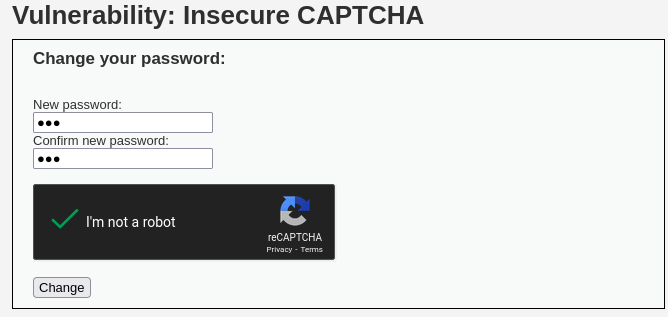 Vulnerability: Insecure CAPTCHA
Change your password:
New password:
●●●
Confirm new password:
●●●
I'm not a robot
reCAPTCHA
Privacy - Terms
Change